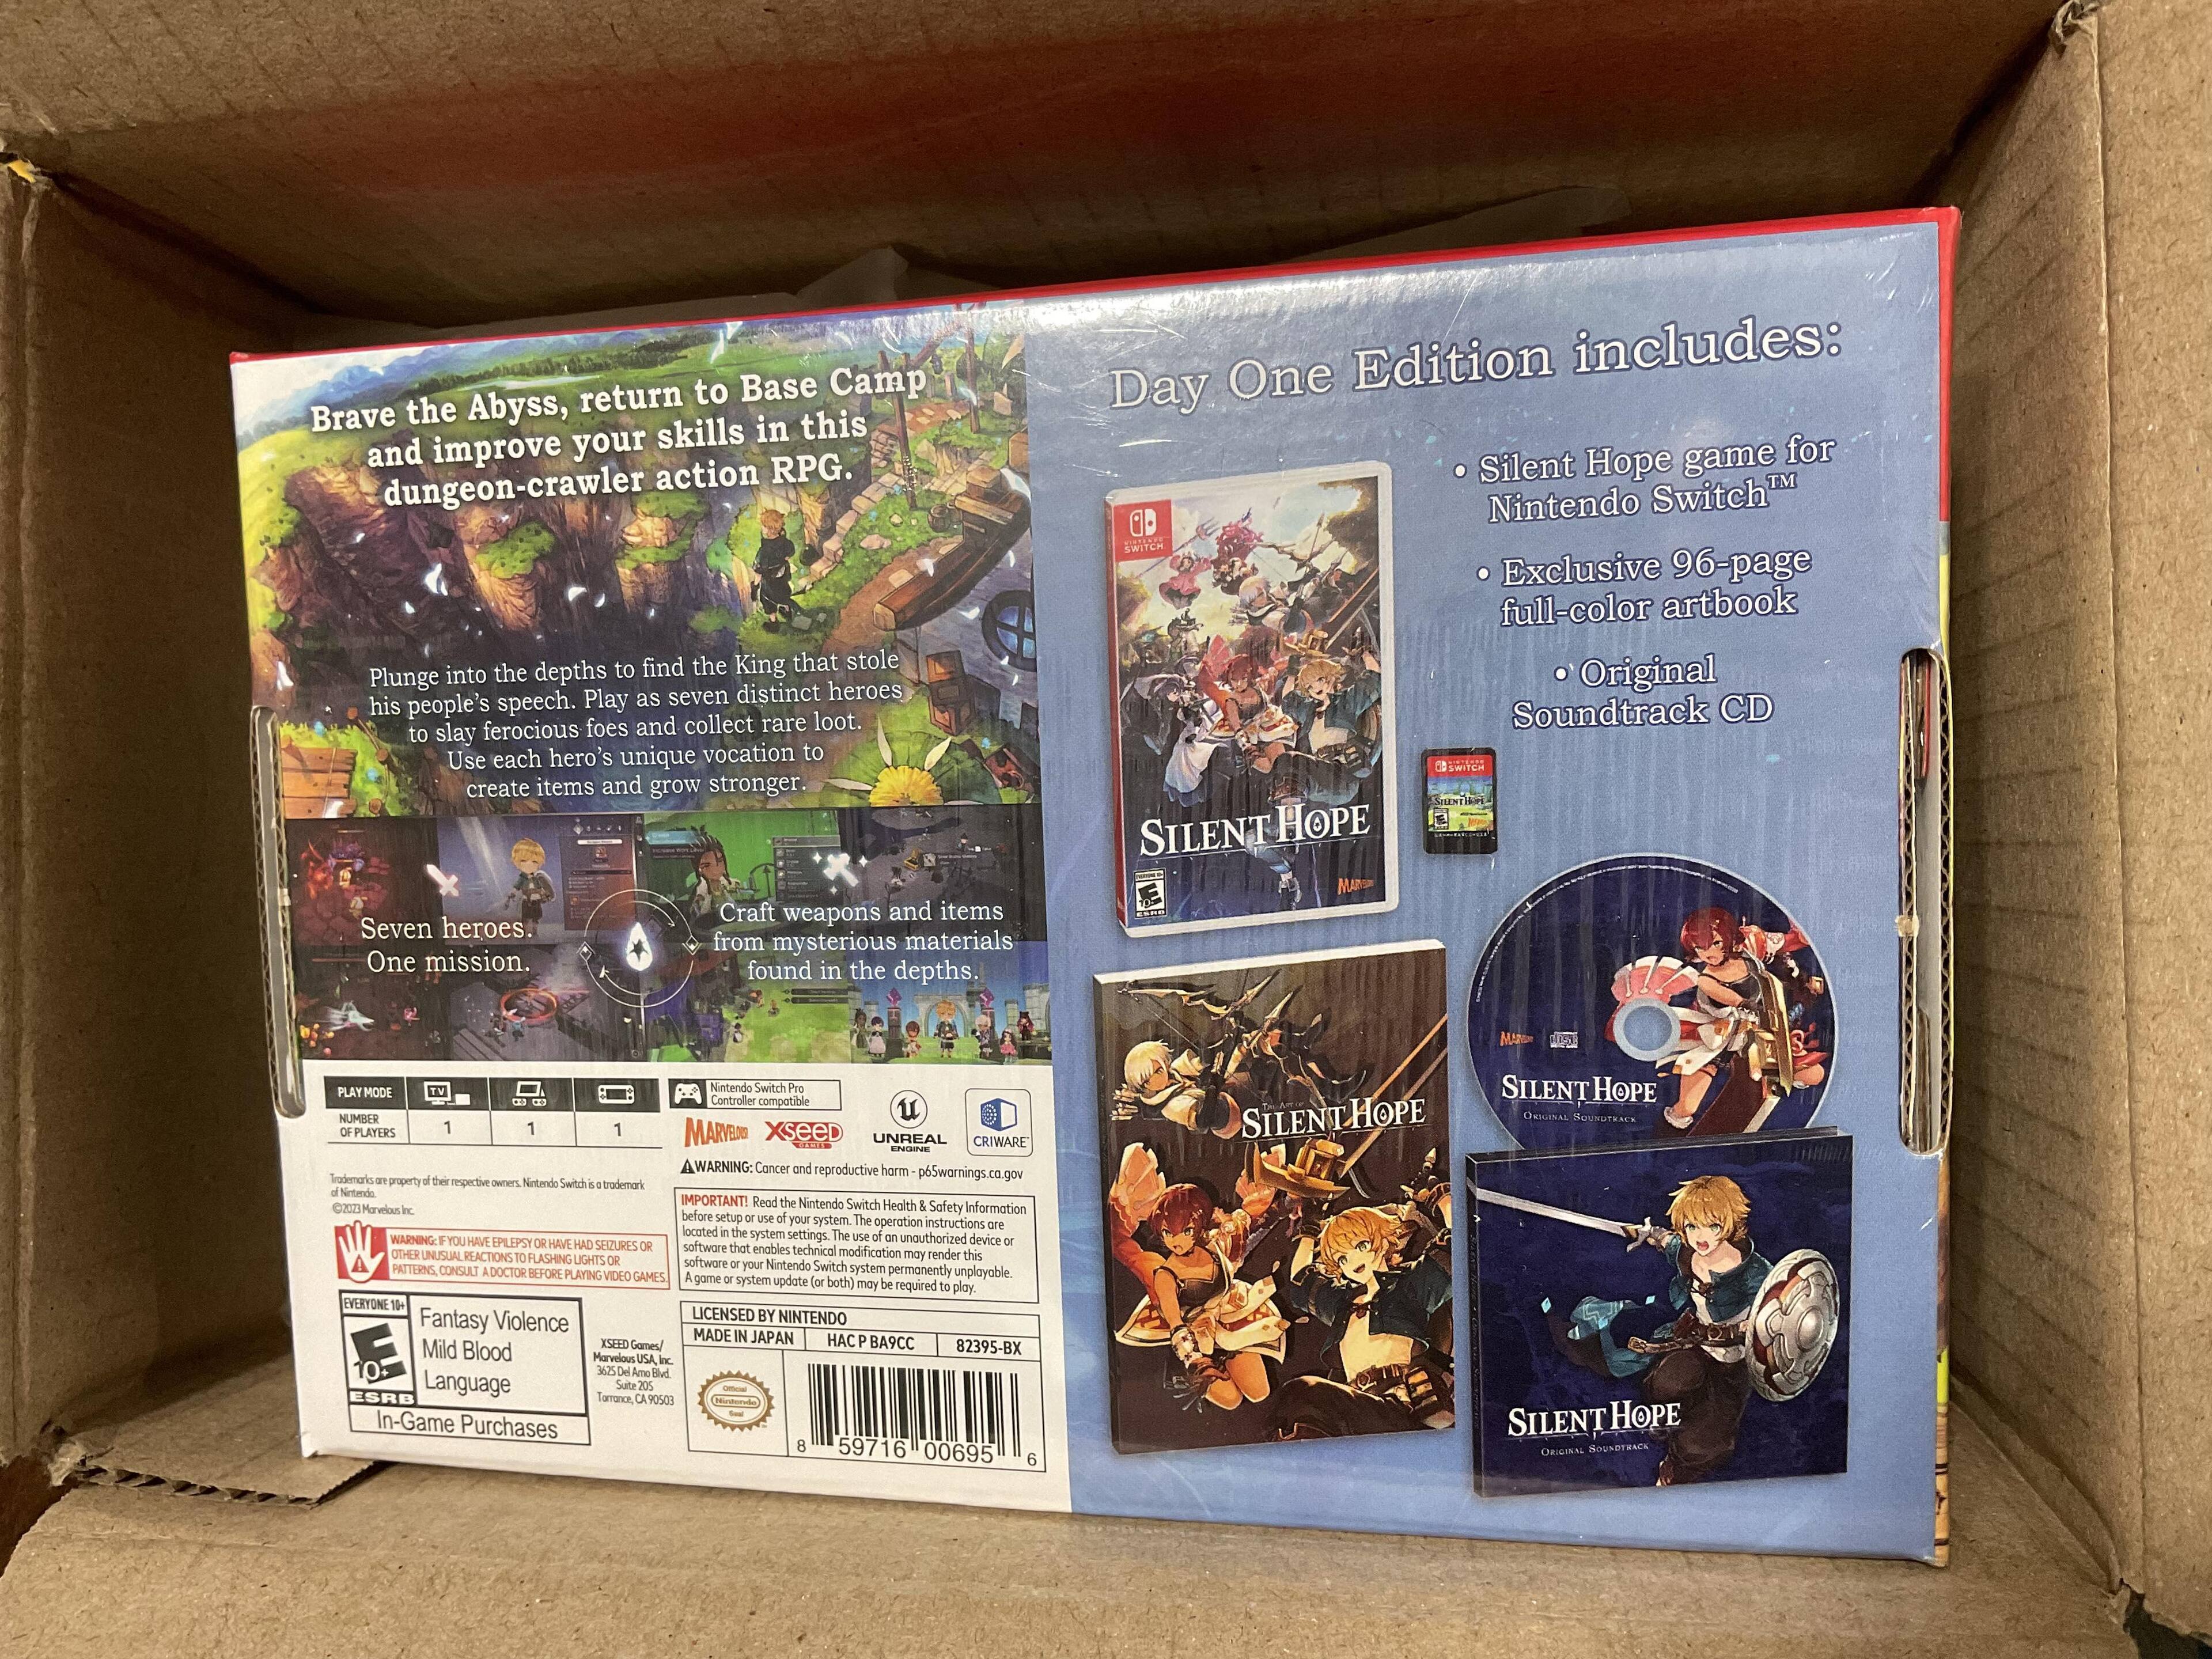 Brave the Abyss, return to Base Camp
and improve your skills in this
dungeon-crawler action RPG.
Plunge into the depths to find the King that stole
his people's speech. Play as seven distinct heroes
to slay ferocious foes and collect rare loot.
Use each hero's unique vocation to
create items and grow stronger.
Seven heroes.
One mission.
Craft weapons and items
from mysterious materials
found in the depths.
PLAY MODE
TV
NUMBER
OF PLAYERS
1
1
1
Nintendo Switch Pro
Controller compatible
MARVELOUS!
XSEED
GAMES
UNREAL
ENGINE
CRIWARE
WARNING: Cancer and reproductive harm - p65warnings.ca.gov
Trademarks are property of their respective owners. Nintendo Switch is a trademark
of Nintendo.
©2023 Marvelous Inc.
WARNING: IF YOU HAVE EPILEPSY OR HAVE HAD SEIZURES OR
OTHER UNUSUAL REACTIONS TO FLASHING LIGHTS OR
PATTERNS, CONSULT A DOCTOR BEFORE PLAYING VIDEO GAMES.
IMPORTANT! Read the Nintendo Switch Health & Safety Information
before setup or use of your system. The operation instructions are
located in the system settings. The use of an unauthorized device or
software that enables technical modification may render this
software or your Nintendo Switch system permanently unplayable.
A game or system update (or both) may be required to play.
EVERYONE 10+
E
10+
ESRB
Fantasy Violence
Mild Blood
Language
In-Game Purchases
XSEED Games/
Marvelous USA, Inc.
3625 Del Amo Blvd.
Suite 205
Torrance, CA 90503
LICENSED BY NINTENDO
MADE IN JAPAN
HAC P BA9CC
82395-BX
Official
Nintendo
Seal
8 59716 00695 6
Day One Edition includes:
• Silent Hope game for
Nintendo Switch™
• Exclusive 96-page
full-color artbook
• Original
Soundtrack CD
NINTENDO
SWITCH
SILENT HOPE
EVERYONE 10+
E
ESRB
NINTENDO
SWITCH
SILENT HOPE
MARVELOUS!
SILENT HOPE
ORIGINAL SOUNDTRACK
THE ART OF
SILENT HOPE
SILENT HOPE
ORIGINAL SOUNDTRACK